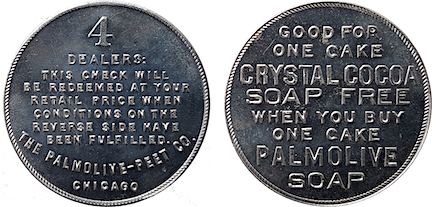 4
DEALERS:
THIS CHECK WILL
BE REDEEMED AT YOUR
RETAIL PRICE WHEN
CONDITIONS ON THE
REVERSE SIDE HAVE
BEEN FULFILLED.
THE PALMOLIVE-PEET CO
CHICAGO
GOOD FOR
ONE CAKE
CRYSTAL COCOA
SOAP FREE
WHEN YOU BUY
ONE CAKE
PALMOLIVE
SOAP